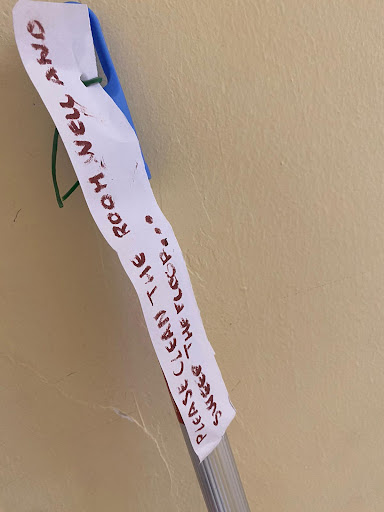 PLEASE CLEAN THE ROOM WELL AND
SWEEP THE FLOOR...